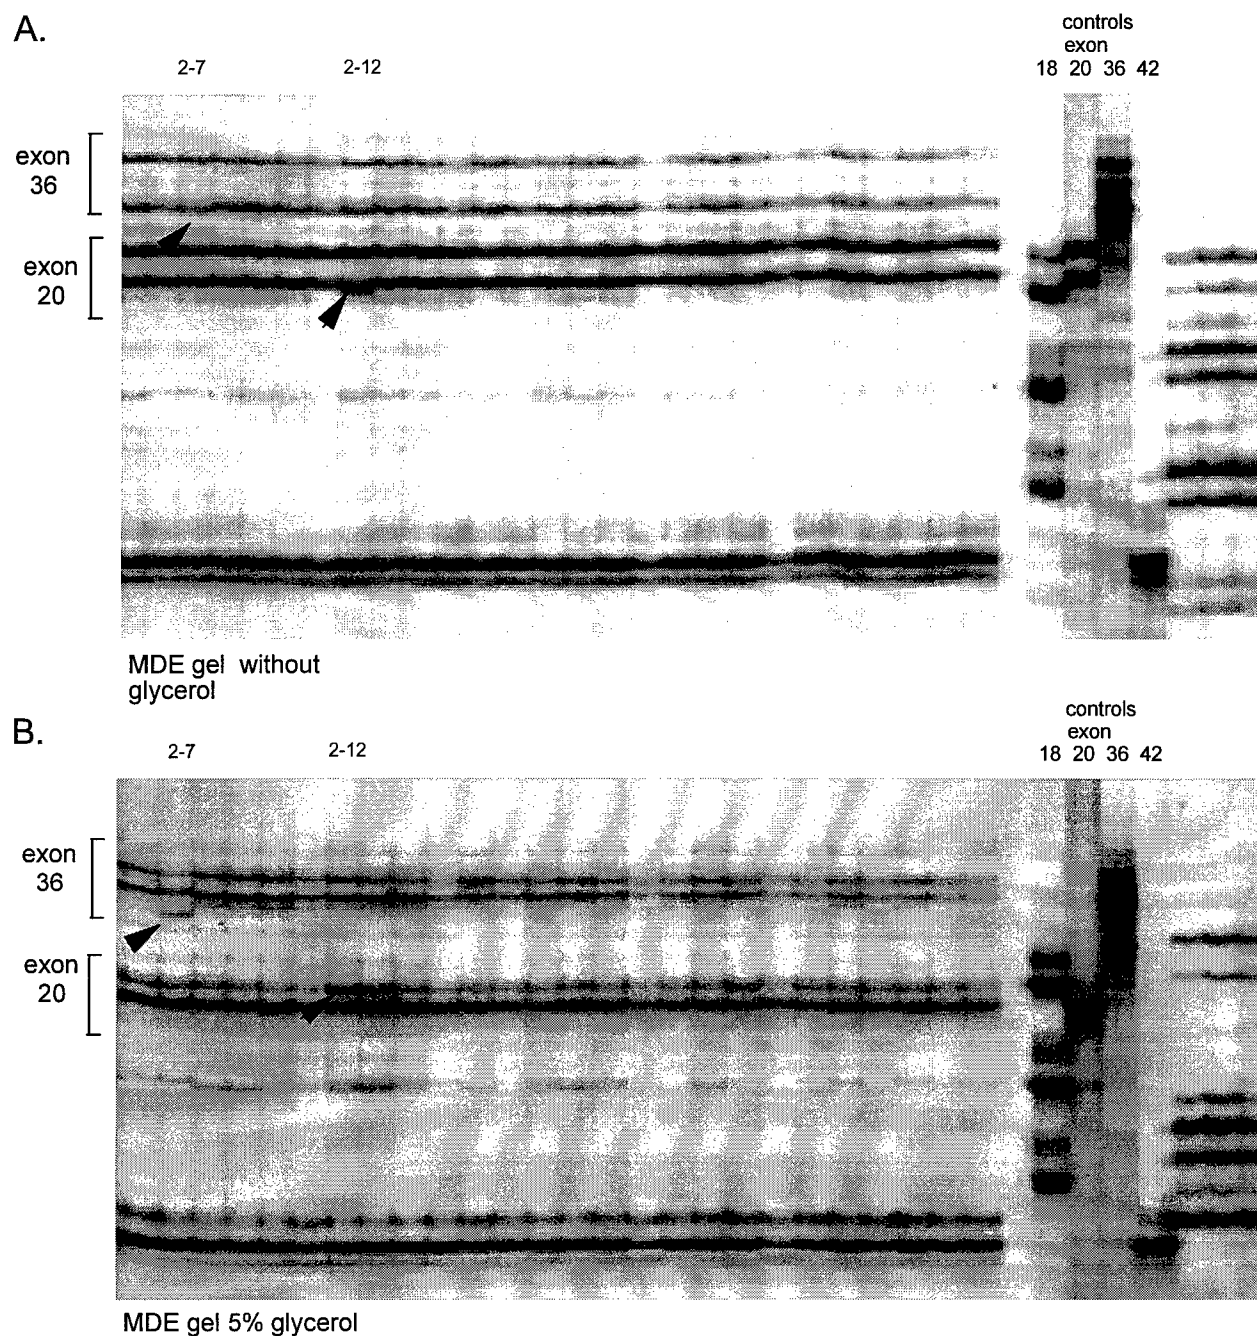 A.
controls
exon
2-7 2-12 18 20 36 42
exon
36
exon
20
MDE gel without
glycerol
B.
controls
exon
2-7 2-12 18 20 36 42
exon
36
exon
20
MDE gel 5% glycerol